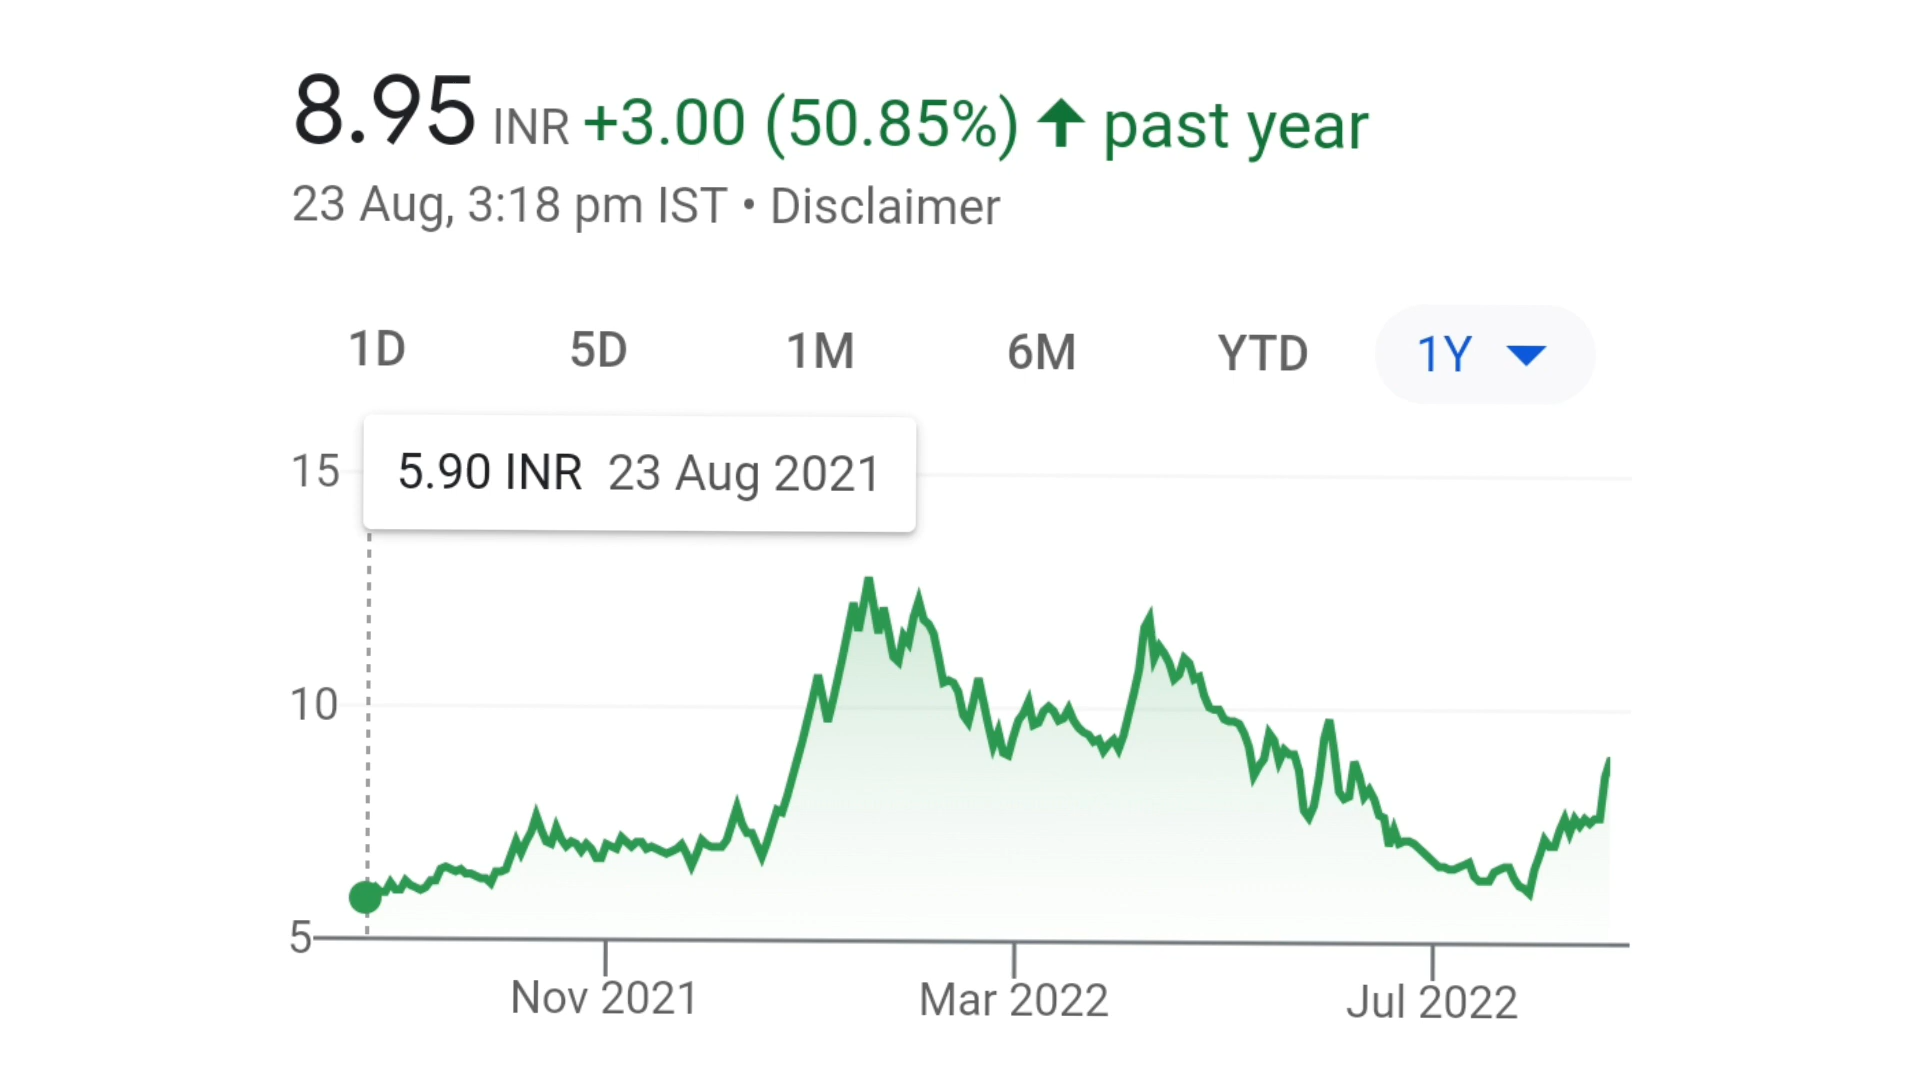 8.95 INR +3.00 (50.85%) ↑ past year
23 Aug, 3:18 pm IST • Disclaimer
1D 5D 1M 6M YTD 1Y
5.90 INR 23 Aug 2021
15
10
5
Nov 2021 Mar 2022 Jul 2022